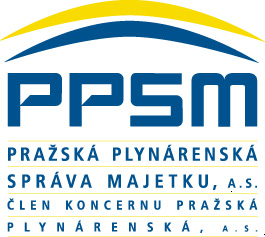 PPSM
PRAŽSKÁ PLYNÁRENSKÁ
SPRÁVA MAJETKU, A.S.
ČLEN KONCERNU PRAŽSKÁ
PLYNÁRENSKÁ, A.S.